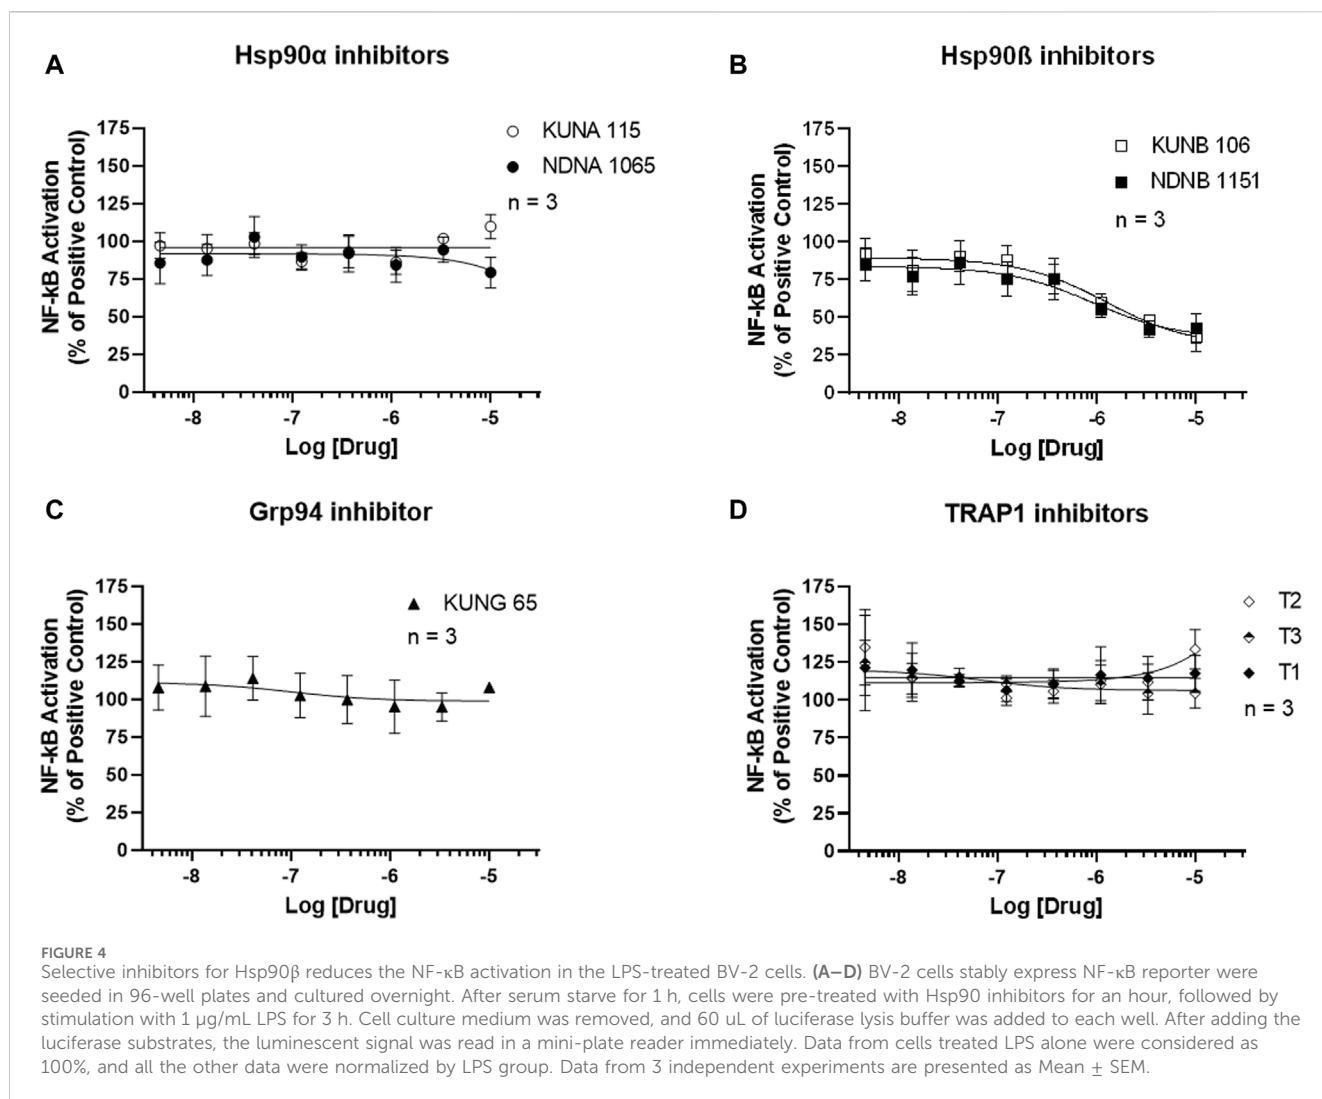 A
Hsp90α inhibitors
KUNA 115
NDNA 1065
n = 3
NF-kB Activation
(% of Positive Control)
175
150
125
100
75
50
25
0
-8
-7
-6
-5
Log [Drug]
B
Hsp90ß inhibitors
KUNB 106
NDNB 1151
n = 3
NF-kB Activation
(% of Positive Control)
175
150
125
100
75
50
25
0
-8
-7
-6
-5
Log [Drug]
C
Grp94 inhibitor
KUNG 65
n = 3
NF-kB Activation
(% of Positive Control)
175
150
125
100
75
50
25
0
-8
-7
-6
-5
Log [Drug]
D
TRAP1 inhibitors
T2
T3
T1
n = 3
NF-kB Activation
(% of Positive Control)
175
150
125
100
75
50
25
0
-8
-7
-6
-5
Log [Drug]
FIGURE 4
Selective inhibitors for Hsp90β reduces the NF-κB activation in the LPS-treated BV-2 cells. (A–D) BV-2 cells stably express NF-κB reporter were
seeded in 96-well plates and cultured overnight. After serum starve for 1 h, cells were pre-treated with Hsp90 inhibitors for an hour, followed by
stimulation with 1 μg/mL LPS for 3 h. Cell culture medium was removed, and 60 uL of luciferase lysis buffer was added to each well. After adding the
luciferase substrates, the luminescent signal was read in a mini-plate reader immediately. Data from cells treated LPS alone were considered as
100%, and all the other data were normalized by LPS group. Data from 3 independent experiments are presented as Mean ± SEM.